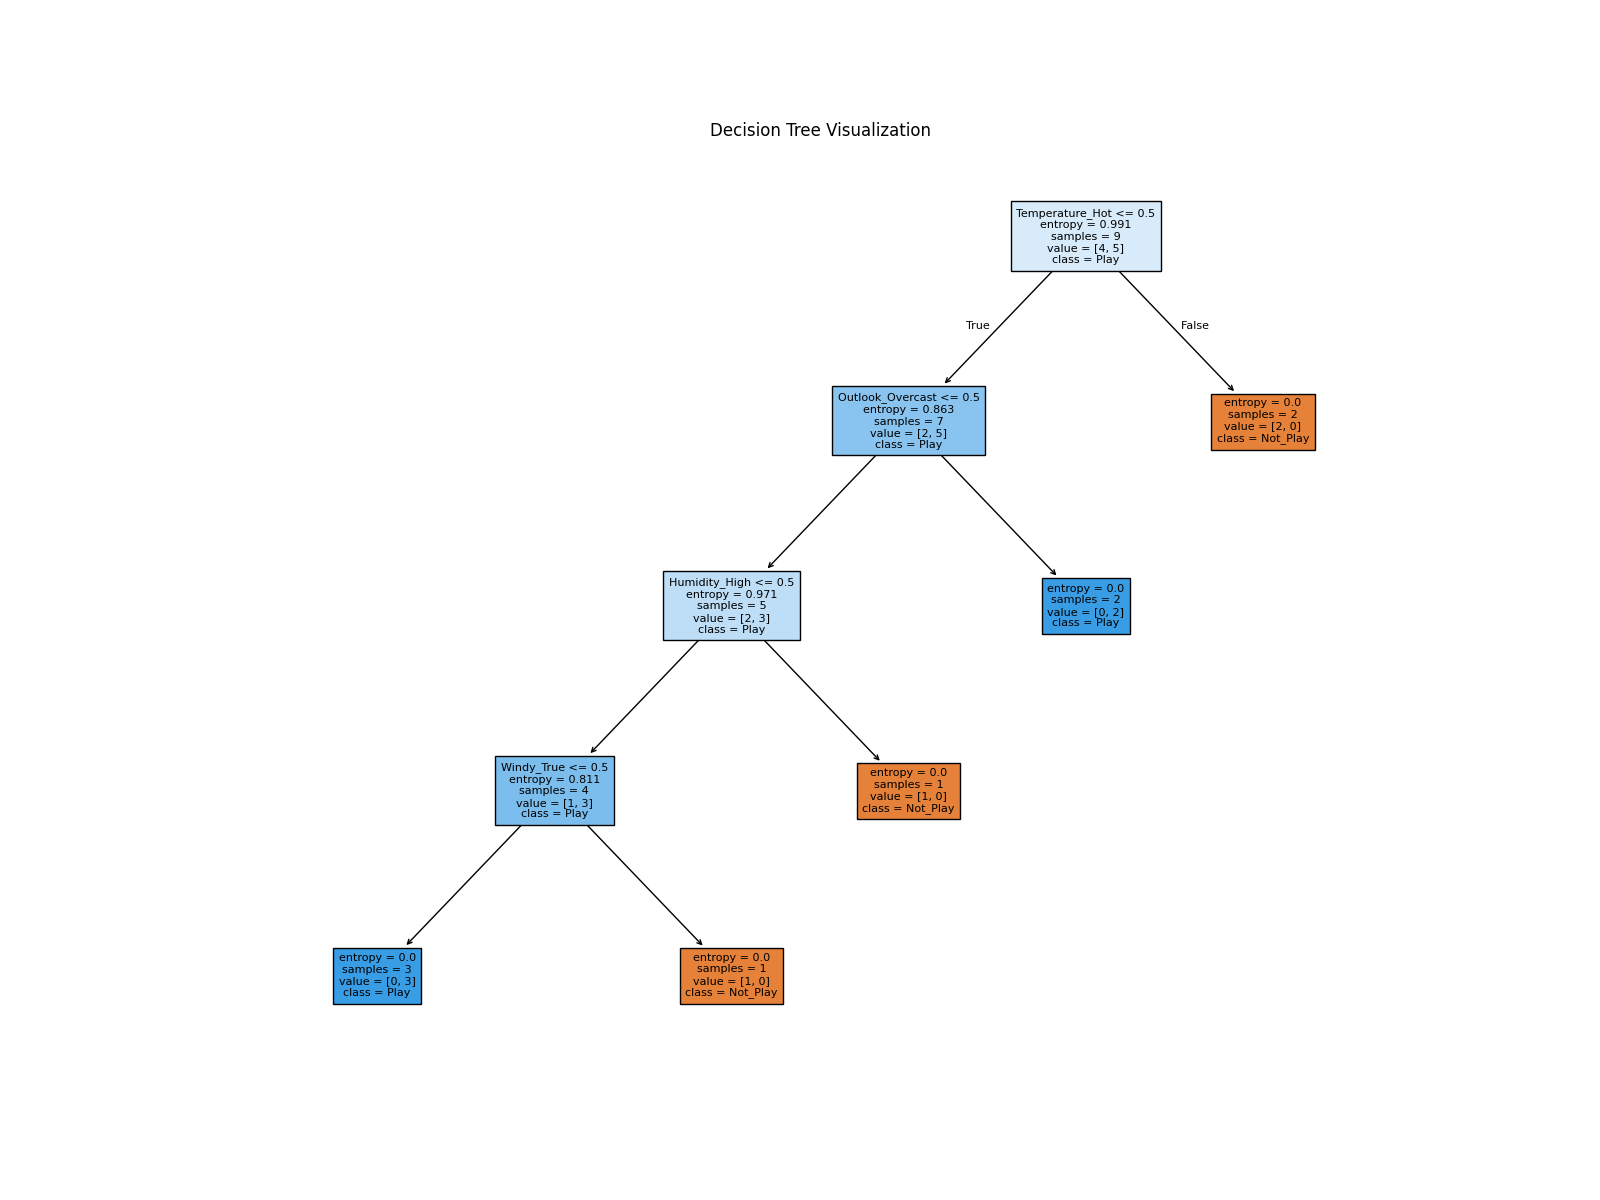 Decision Tree Visualization
Temperature_Hot <= 0.5
entropy = 0.991
samples = 9
value = [4, 5]
class = Play
True
False
Outlook_Overcast <= 0.5
entropy = 0.863
samples = 7
value = [2, 5]
class = Play
entropy = 0.0
samples = 2
value = [2, 0]
class = Not_Play
Humidity_High <= 0.5
entropy = 0.971
samples = 5
value = [2, 3]
class = Play
entropy = 0.0
samples = 2
value = [0, 2]
class = Play
Windy_True <= 0.5
entropy = 0.811
samples = 4
value = [1, 3]
class = Play
entropy = 0.0
samples = 1
value = [1, 0]
class = Not_Play
entropy = 0.0
samples = 3
value = [0, 3]
class = Play
entropy = 0.0
samples = 1
value = [1, 0]
class = Not_Play